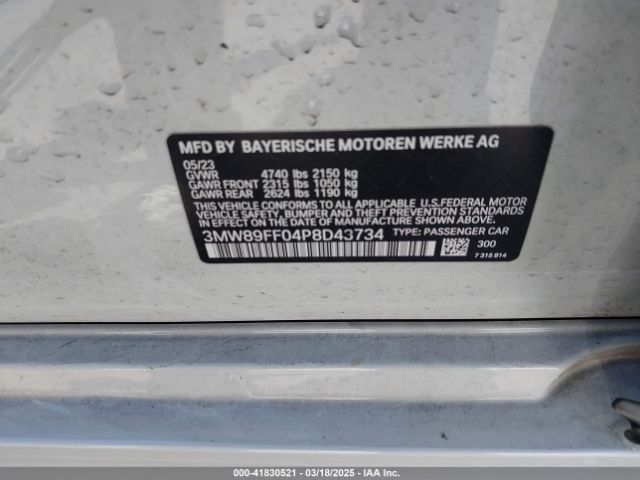 MFD BY BAYERISCHE MOTOREN WERKE AG
05/23
GVWR 4740 lbs 2150 kg
GAWR FRONT 2315 lbs 1050 kg
GAWR REAR 2624 lbs 1190 kg
THIS VEHICLE CONFORMS TO ALL APPLICABLE U.S.FEDERAL MOTOR
VEHICLE SAFETY, BUMPER, AND THEFT PREVENTION STANDARDS
IN EFFECT ON THE DATE OF MANUFACTURE SHOWN ABOVE.
3MW89FF04P8D43734 TYPE: PASSENGER CAR
300
7 315 814
000-41830521 - 03/18/2025 - IAA Inc.